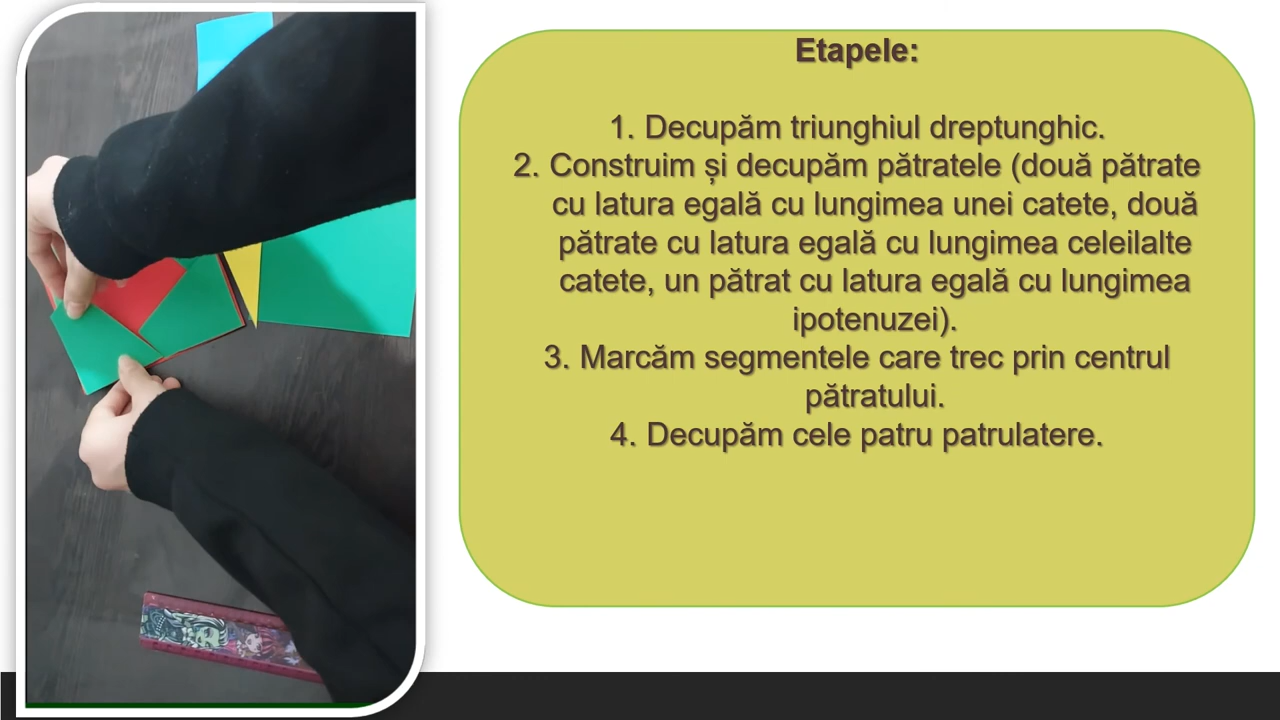 Etapele:
1. Decupăm triunghiul dreptunghic.
2. Construim și decupăm pătratele (două pătrate
cu latura egală cu lungimea unei catete, două
pătrate cu latura egală cu lungimea celeilalte
catete, un pătrat cu latura egală cu lungimea
ipotenuzei).
3. Marcăm segmentele care trec prin centrul
pătratului.
4. Decupăm cele patru patrulatere.